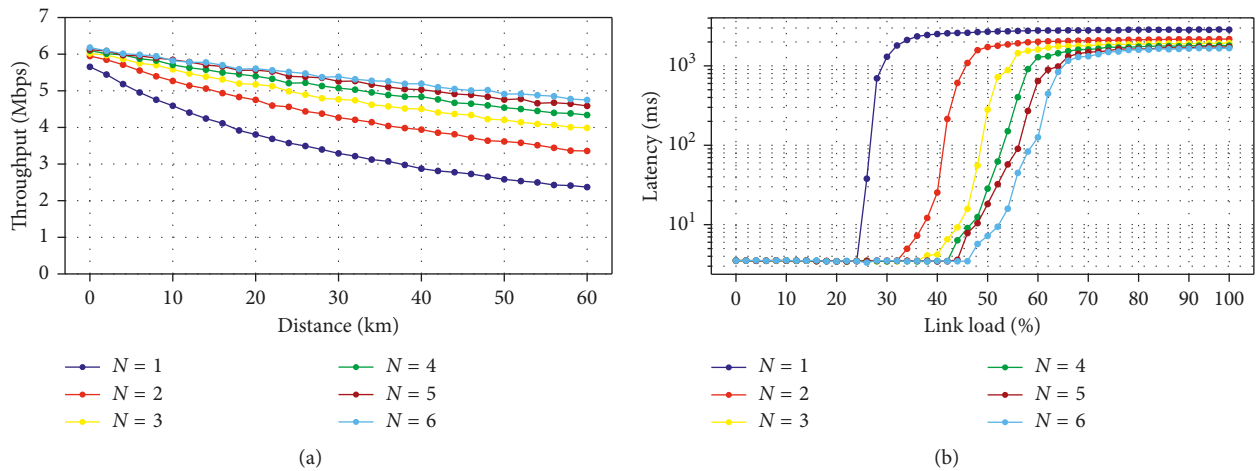 7
6
5
4
3
2
1
0
Throughput (Mbps)
0 10 20 30 40 50 60
Distance (km)
N = 1
N = 2
N = 3
N = 4
N = 5
N = 6
(a)
10³
10²
10¹
Latency (ms)
0 10 20 30 40 50 60 70 80 90 100
Link load (%)
N = 1
N = 2
N = 3
N = 4
N = 5
N = 6
(b)